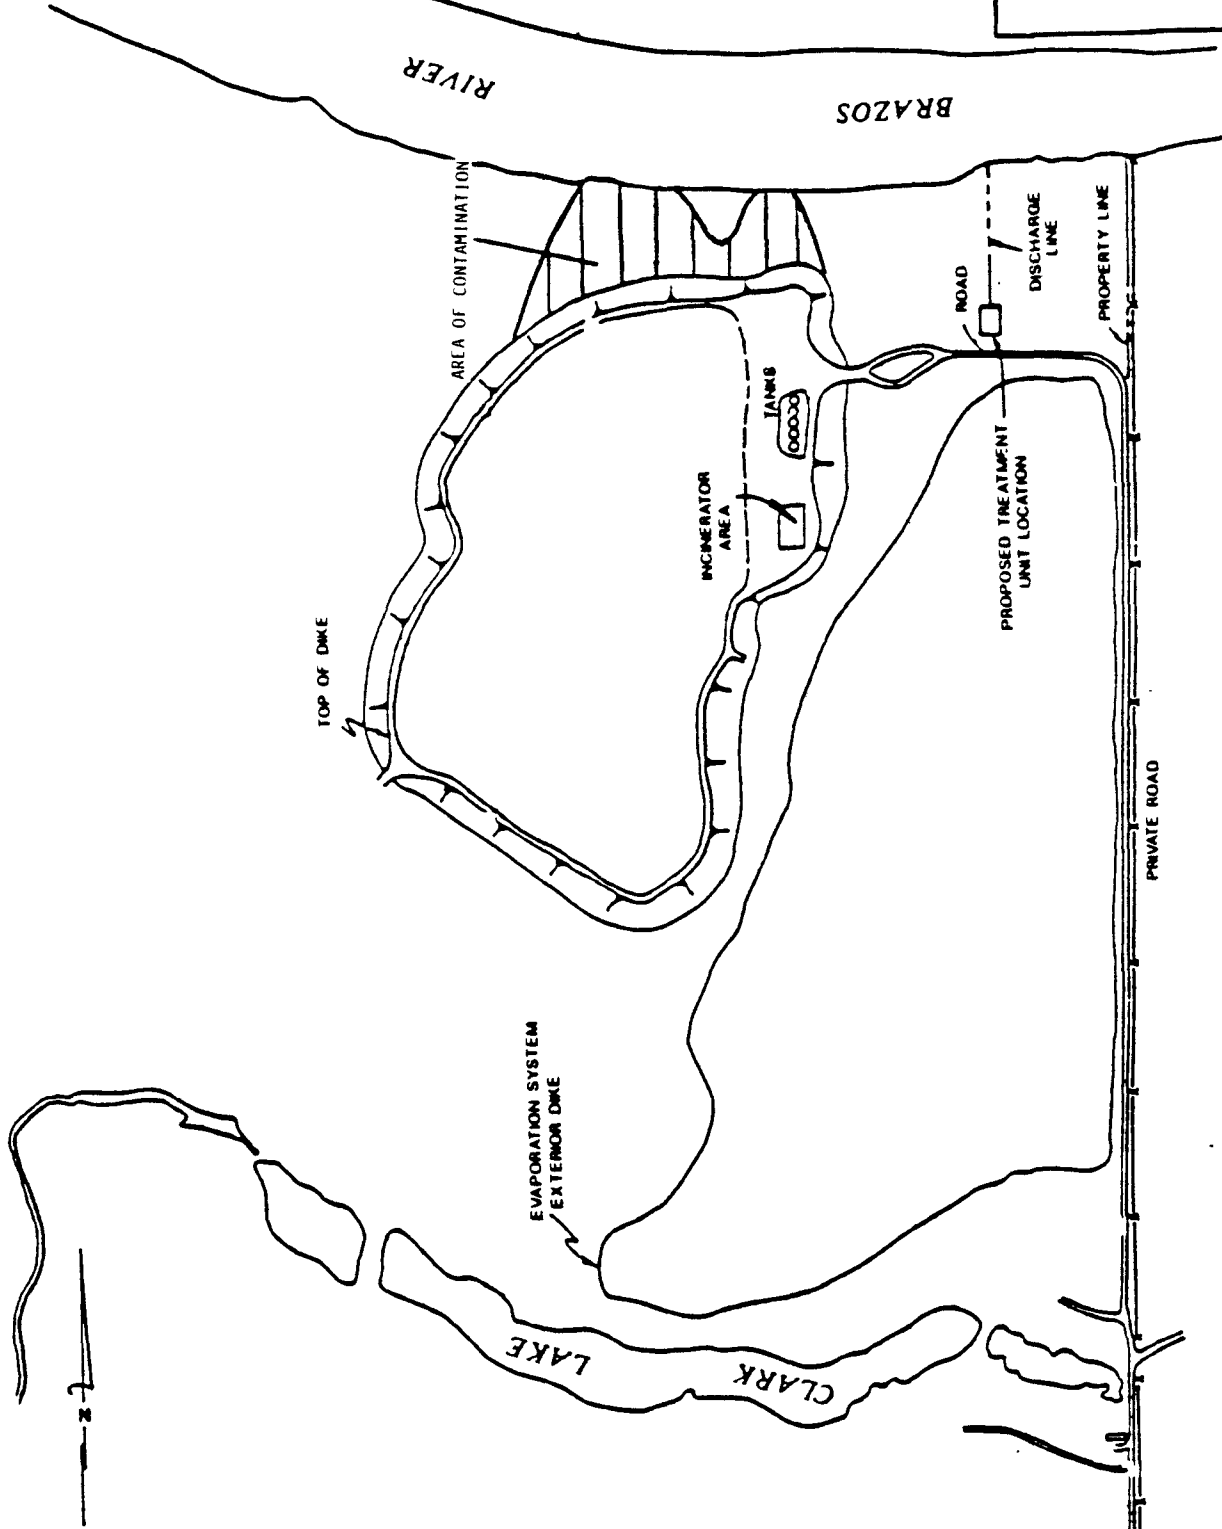 RIVER
BRAZOS
AREA OF CONTAMINATION
DISCHARGE
LINE
PROPERTY LINE
ROAD
TANKS
INCINERATOR
AREA
PROPOSED TREATMENT
UNIT LOCATION
TOP OF DIKE
PRIVATE ROAD
EVAPORATION SYSTEM
EXTERIOR DIKE
LAKE
CLARK
N